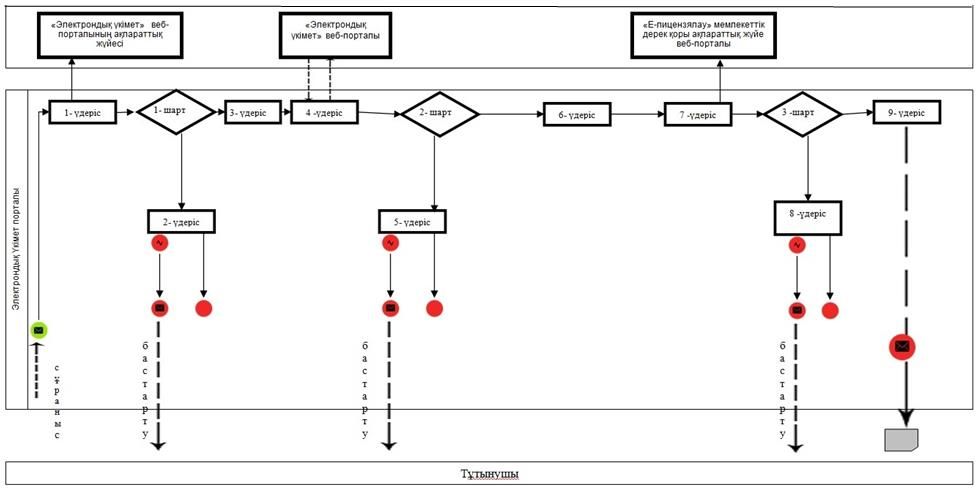 «Электрондық үкімет» веб-
порталының ақпараттық
жүйесі
«Электрондық
үкімет» веб-порталы
«Е-лицензялау» мемлекеттік
дерек қоры ақпараттық жүйе
веб-порталы
1- үдеріс
1- шарт
3- үдеріс
4 -үдеріс
2- шарт
6- үдеріс
7 -үдеріс
3 -шарт
9- үдеріс
2- үдеріс
5- үдеріс
8 -үдеріс
Электрондық Үкімет порталы
сұраныс
бастарту
бастарту
бастарту
Тұтынушы